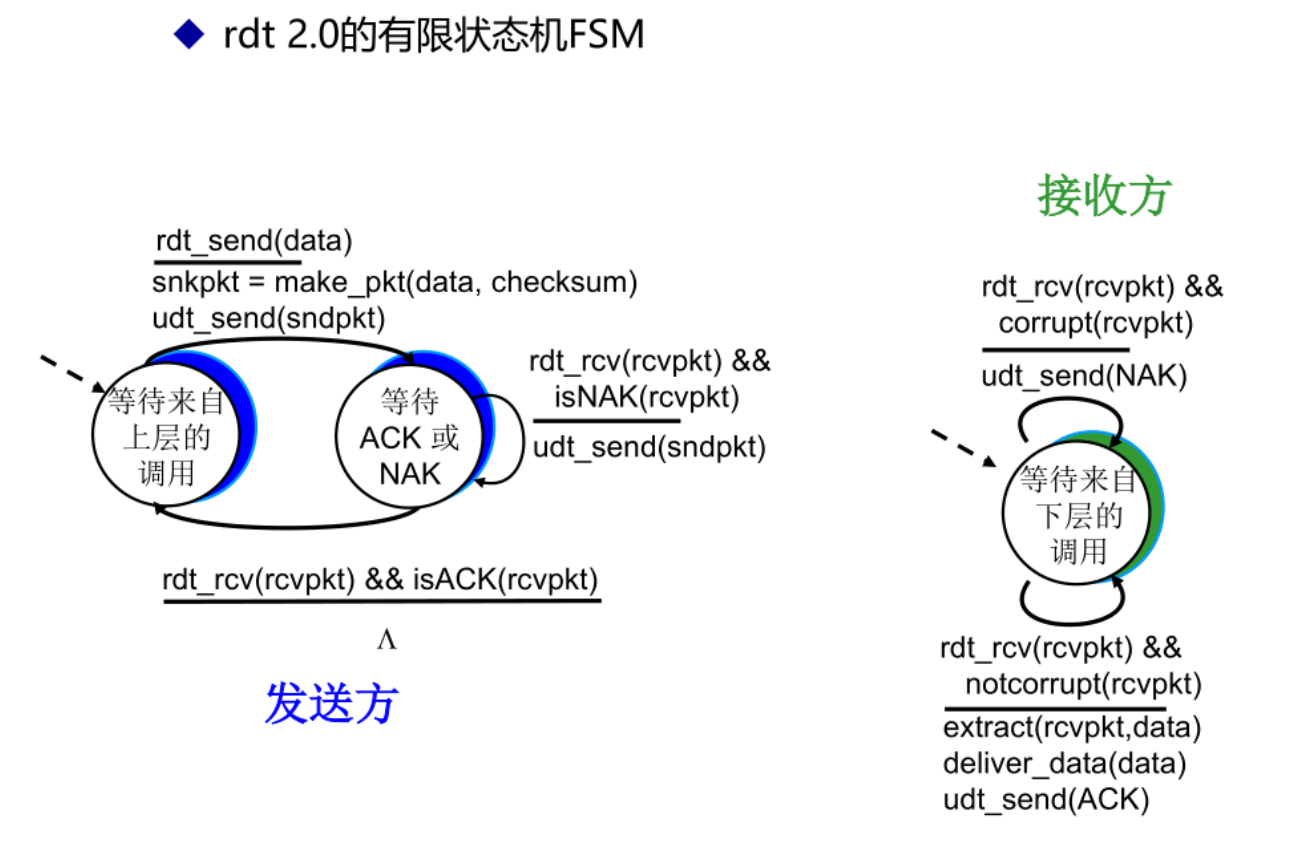 rdt 2.0的有限状态机FSM
rdt_send(data)
snkpkt = make_pkt(data, checksum)
udt_send(sndpkt)
等待来自
上层的
调用
等待
ACK 或
NAK
rdt_rcv(rcvpkt) &&
isNAK(rcvpkt)
udt_send(sndpkt)
rdt_rcv(rcvpkt) && isACK(rcvpkt)
Λ
发送方
接收方
rdt_rcv(rcvpkt) &&
corrupt(rcvpkt)
udt_send(NAK)
等待来自
下层的
调用
rdt_rcv(rcvpkt) &&
notcorrupt(rcvpkt)
extract(rcvpkt,data)
deliver_data(data)
udt_send(ACK)